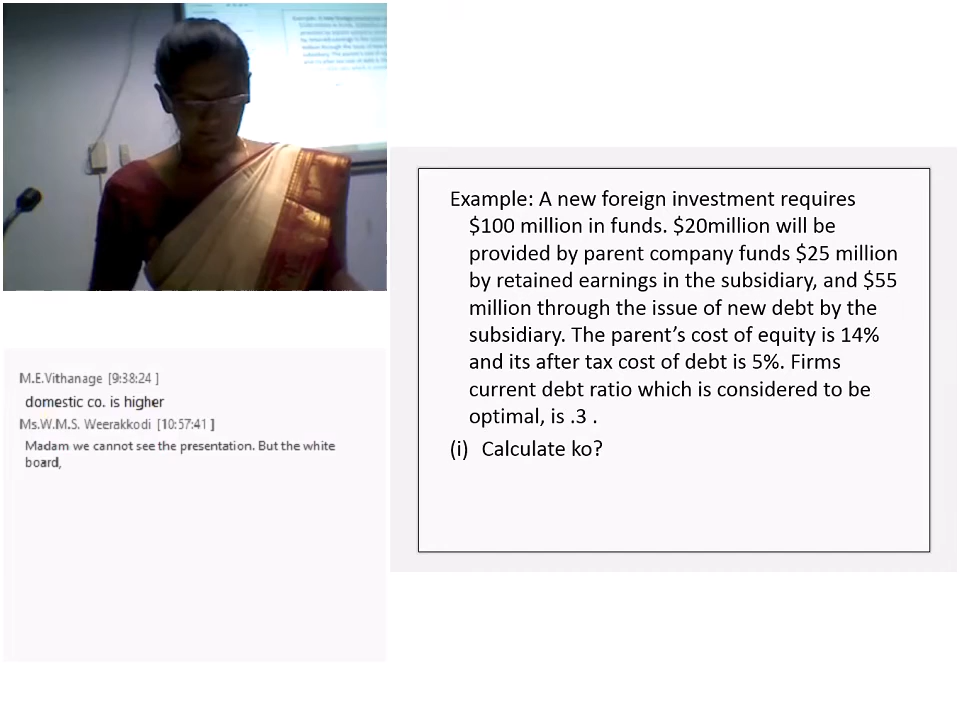 Example: A new foreign investment requires
$100 million in funds. $20million will be
provided by parent company funds $25 million
by retained earnings in the subsidiary, and $55
million through the issue of new debt by the
subsidiary. The parent's cost of equity is 14%
and its after tax cost of debt is 5%. Firms
current debt ratio which is considered to be
optimal, is .3 .
(i) Calculate ko?
M.E.Vithanage [9:38:24 ]
domestic co. is higher
Ms.W.M.S. Weerakkodi [10:57:41 ]
Madam we cannot see the presentation. But the white
board,